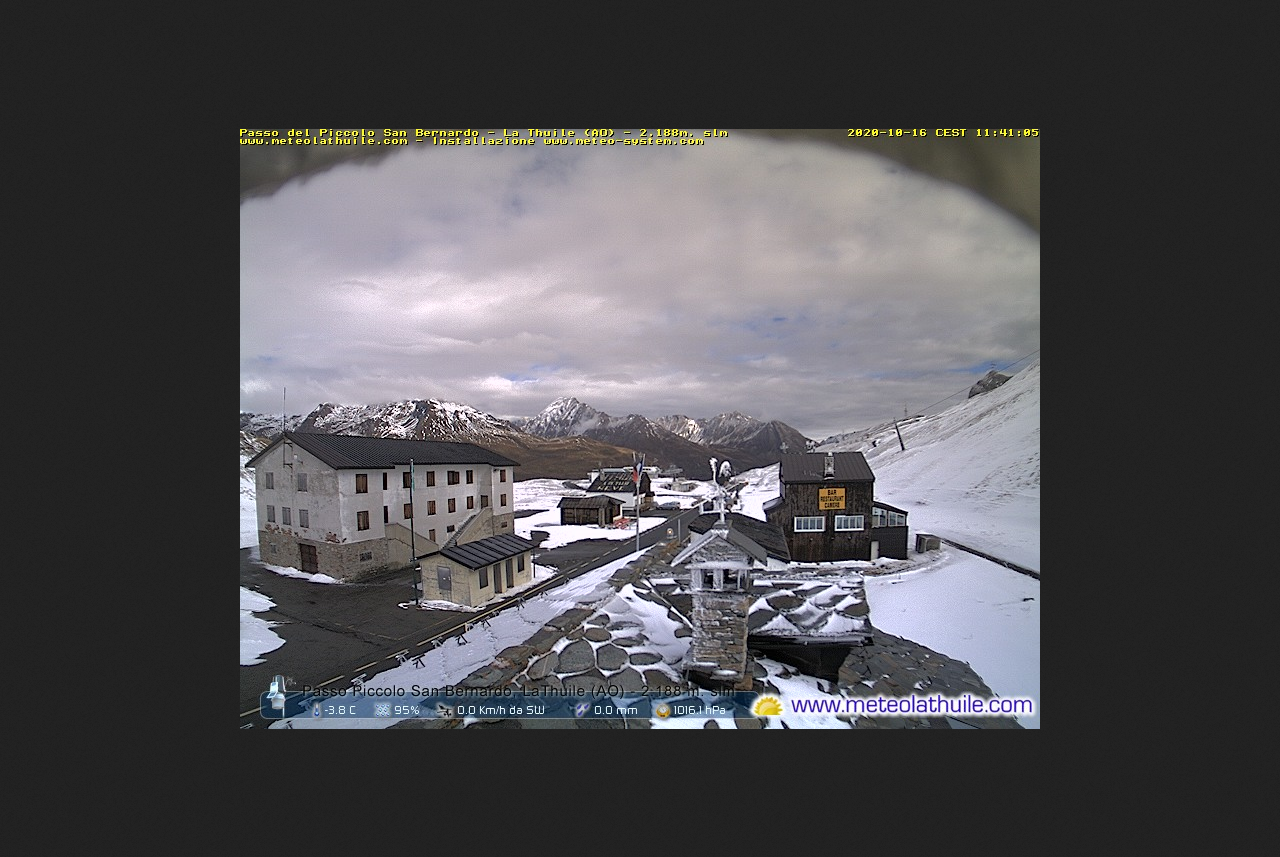 Passo del Piccolo San Bernardo - La Thuile (AO) - 2.188m. slm
2020-10-16 CEST 11:41:05
www.meteolathuile.com - Installazione www.meteo-system.com
BAR
RESTAURANT
Passo Piccolo San Bernardo, LaThuile (AO) - 2.188 m. slm
-3.8 C 95% 0.0 Km/h da SW 0.0 mm 1016.1 hPa
www.meteolathuile.com